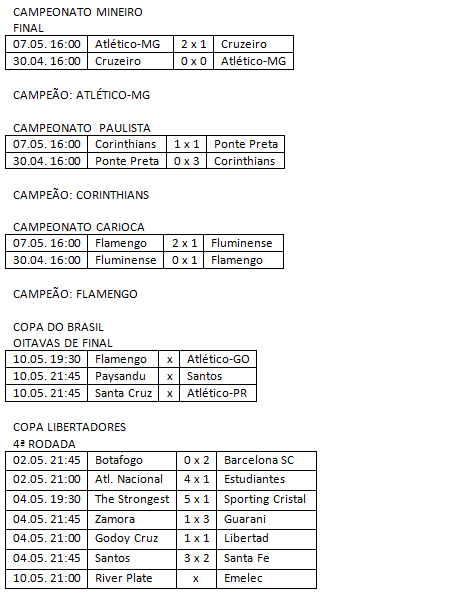 CAMPEONATO MINEIRO
FINAL
07.05. 16:00 Atlético-MG 2 x 1 Cruzeiro
30.04. 16:00 Cruzeiro 0 x 0 Atlético-MG
CAMPEÃO: ATLÉTICO-MG
CAMPEONATO PAULISTA
07.05. 16:00 Corinthians 1 x 1 Ponte Preta
30.04. 16:00 Ponte Preta 0 x 3 Corinthians
CAMPEÃO: CORINTHIANS
CAMPEONATO CARIOCA
07.05. 16:00 Flamengo 2 x 1 Fluminense
30.04. 16:00 Fluminense 0 x 1 Flamengo
CAMPEÃO: FLAMENGO
COPA DO BRASIL
OITAVAS DE FINAL
10.05. 19:30 Flamengo x Atlético-GO
10.05. 21:45 Paysandu x Santos
10.05. 21:45 Santa Cruz x Atlético-PR
COPA LIBERTADORES
4ª RODADA
02.05. 21:45 Botafogo 0 x 2 Barcelona SC
02.05. 21:00 Atl. Nacional 4 x 1 Estudiantes
04.05. 19:30 The Strongest 5 x 1 Sporting Cristal
04.05. 21:45 Zamora 1 x 3 Guarani
04.05. 21:00 Godoy Cruz 1 x 1 Libertad
04.05. 21:45 Santos 3 x 2 Santa Fe
10.05. 21:00 River Plate x Emelec